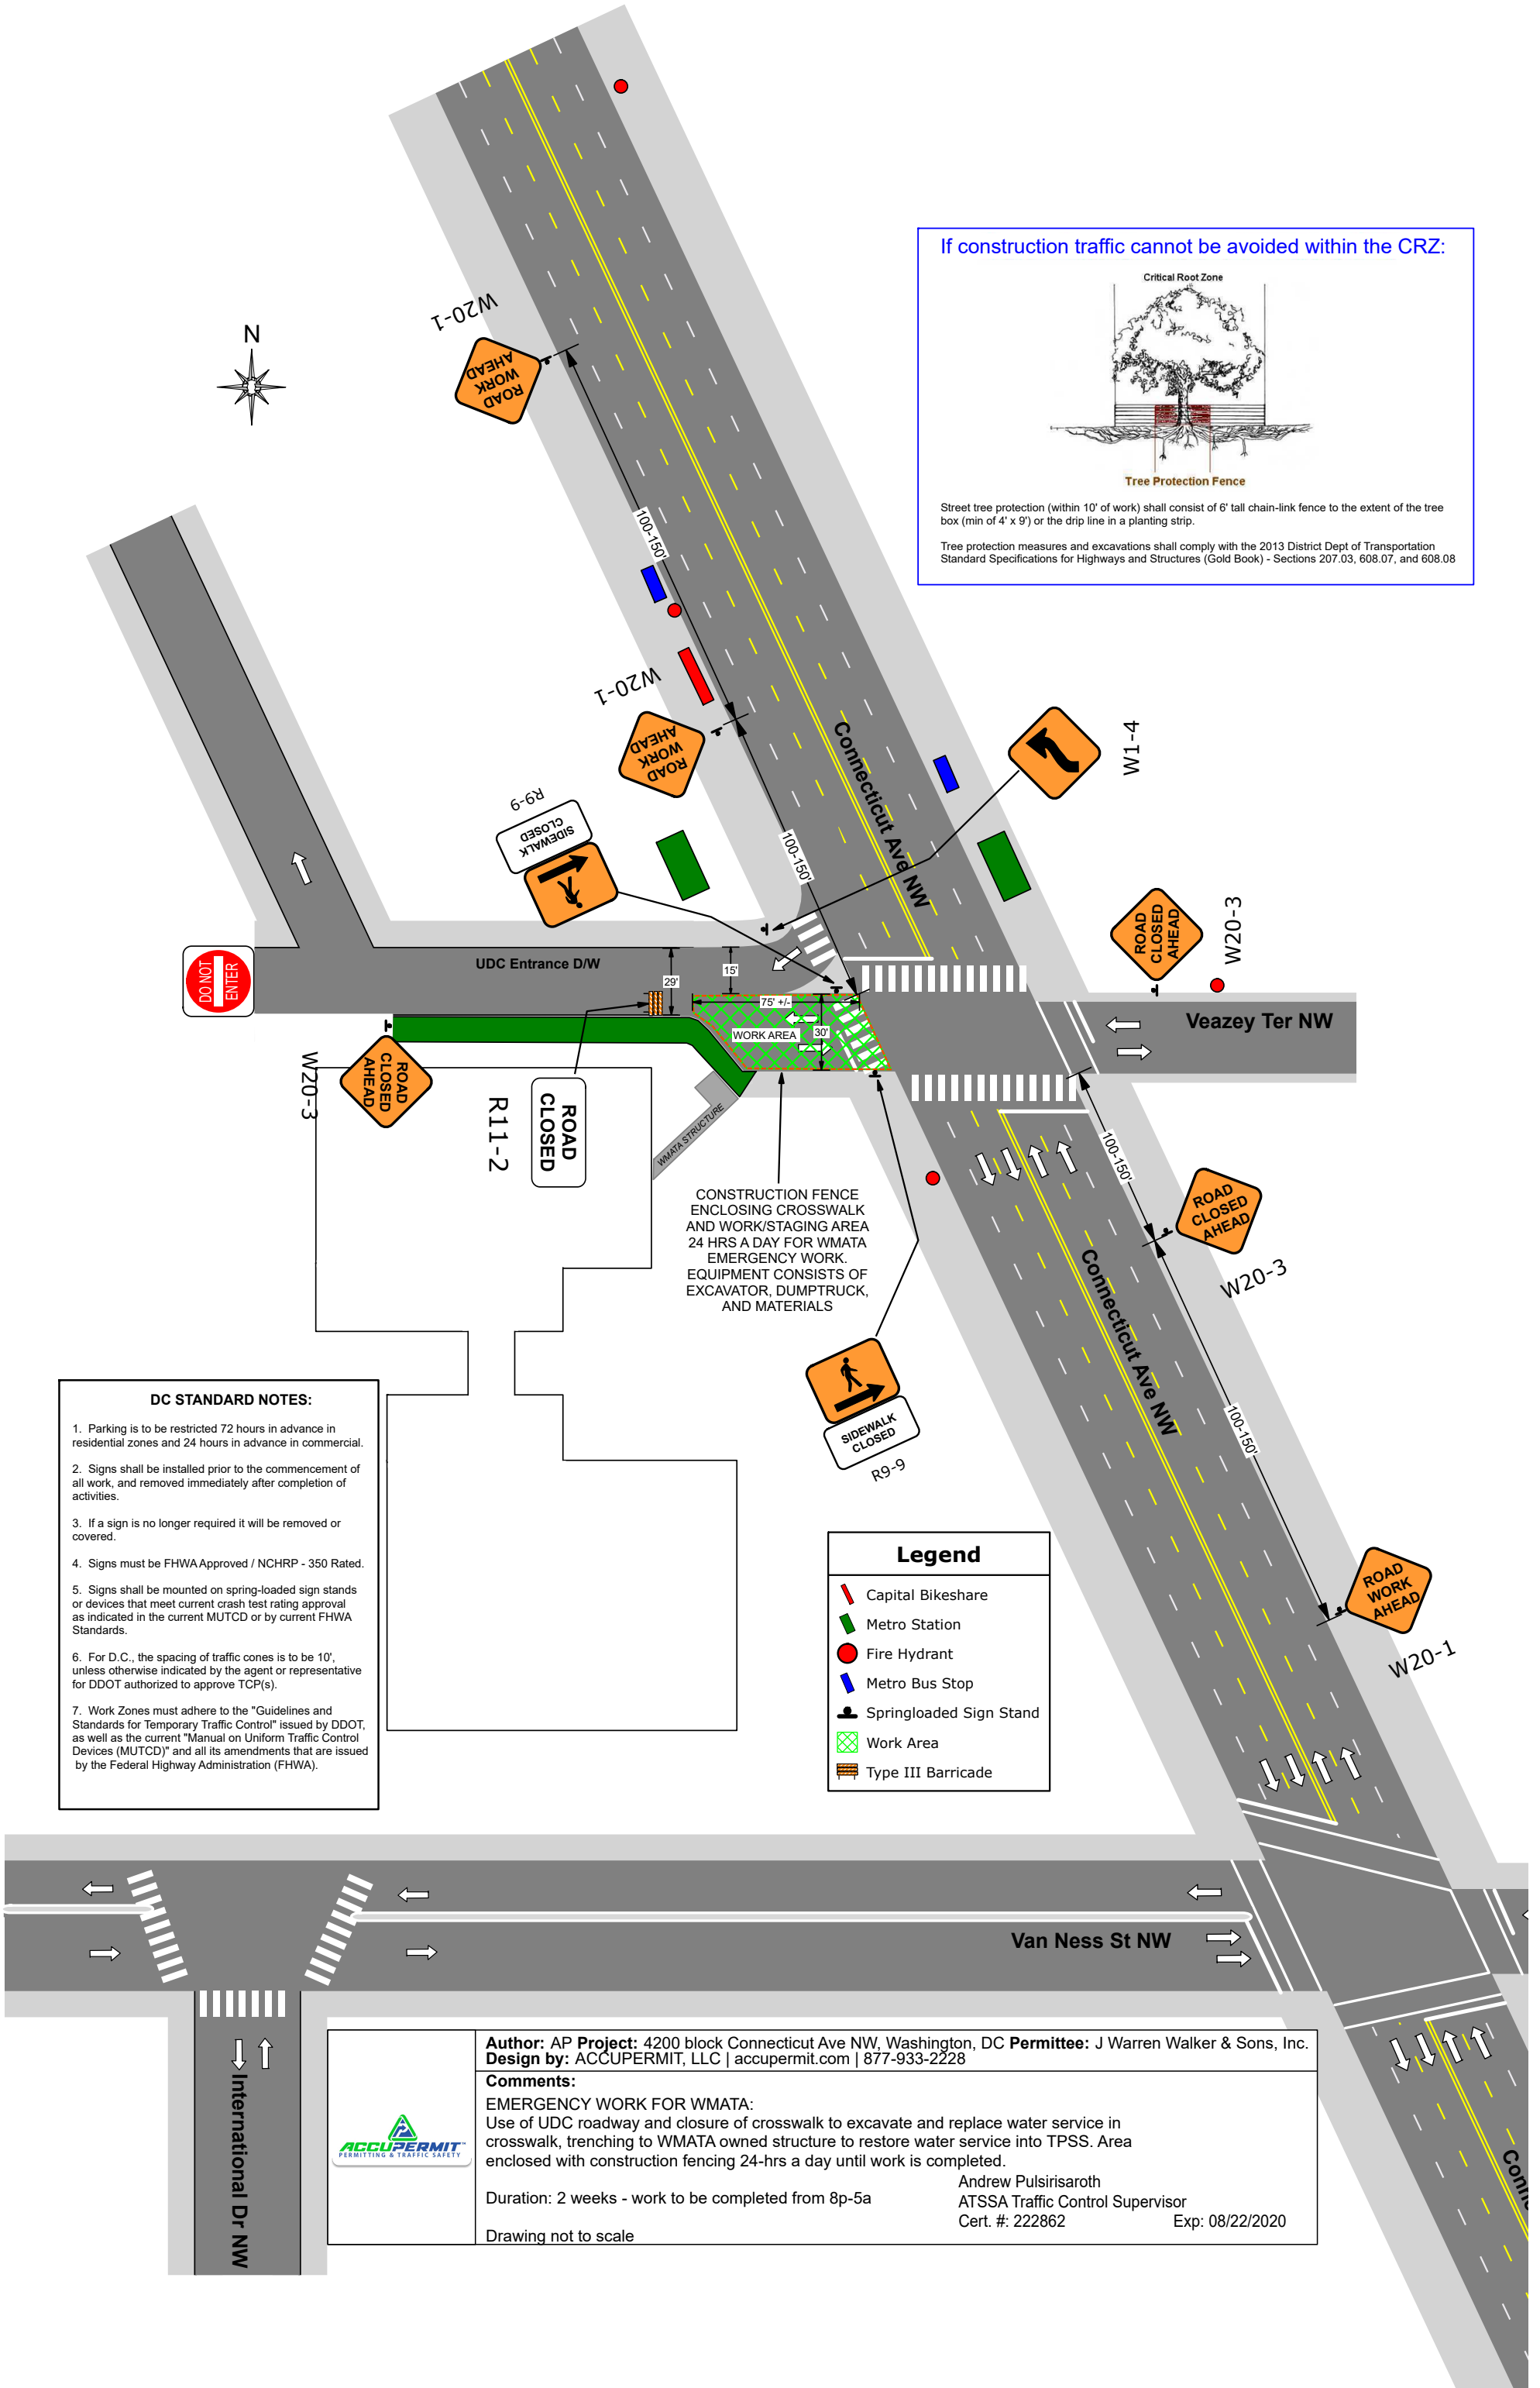 If construction traffic cannot be avoided within the CRZ:
Critical Root Zone
Tree Protection Fence
Street tree protection (within 10' of work) shall consist of 6' tall chain-link fence to the extent of the tree
box (min of 4' x 9') or the drip line in a planting strip.
Tree protection measures and excavations shall comply with the 2013 District Dept of Transportation
Standard Specifications for Highways and Structures (Gold Book) - Sections 207.03, 608.07, and 608.08
N
W20-1
ROAD
WORK
AHEAD
100-150'
W20-1
ROAD
WORK
AHEAD
Connecticut Ave NW
W1-4
R9-9
SIDEWALK
CLOSED
100-150'
ROAD
CLOSED
AHEAD
W20-3
DO NOT
ENTER
UDC Entrance D/W
29'
15'
75' +/-
30'
WORK AREA
Veazey Ter NW
W20-3
ROAD
CLOSED
AHEAD
R11-2
ROAD
CLOSED
WMATA STRUCTURE
100-150'
ROAD
CLOSED
AHEAD
W20-3
CONSTRUCTION FENCE
ENCLOSING CROSSWALK
AND WORK/STAGING AREA
24 HRS A DAY FOR WMATA
EMERGENCY WORK.
EQUIPMENT CONSISTS OF
EXCAVATOR, DUMPTRUCK,
AND MATERIALS
Connecticut Ave NW
100-150'
SIDEWALK
CLOSED
R9-9
ROAD
WORK
AHEAD
W20-1
DC STANDARD NOTES:
1. Parking is to be restricted 72 hours in advance in
residential zones and 24 hours in advance in commercial.
2. Signs shall be installed prior to the commencement of
all work, and removed immediately after completion of
activities.
3. If a sign is no longer required it will be removed or
covered.
4. Signs must be FHWA Approved / NCHRP - 350 Rated.
5. Signs shall be mounted on spring-loaded sign stands
or devices that meet current crash test rating approval
as indicated in the current MUTCD or by current FHWA
Standards.
6. For D.C., the spacing of traffic cones is to be 10',
unless otherwise indicated by the agent or representative
for DDOT authorized to approve TCP(s).
7. Work Zones must adhere to the "Guidelines and
Standards for Temporary Traffic Control" issued by DDOT,
as well as the current "Manual on Uniform Traffic Control
Devices (MUTCD)" and all its amendments that are issued
by the Federal Highway Administration (FHWA).
Legend
Capital Bikeshare
Metro Station
Fire Hydrant
Metro Bus Stop
Springloaded Sign Stand
Work Area
Type III Barricade
Van Ness St NW
International Dr NW
Conne
ACCUPERMIT
PERMITTING & TRAFFIC SAFETY
Author: AP Project: 4200 block Connecticut Ave NW, Washington, DC Permittee: J Warren Walker & Sons, Inc.
Design by: ACCUPERMIT, LLC | accupermit.com | 877-933-2228
Comments:
EMERGENCY WORK FOR WMATA:
Use of UDC roadway and closure of crosswalk to excavate and replace water service in
crosswalk, trenching to WMATA owned structure to restore water service into TPSS. Area
enclosed with construction fencing 24-hrs a day until work is completed.
Duration: 2 weeks - work to be completed from 8p-5a
Drawing not to scale
Andrew Pulsirisaroth
ATSSA Traffic Control Supervisor
Cert. #: 222862 Exp: 08/22/2020